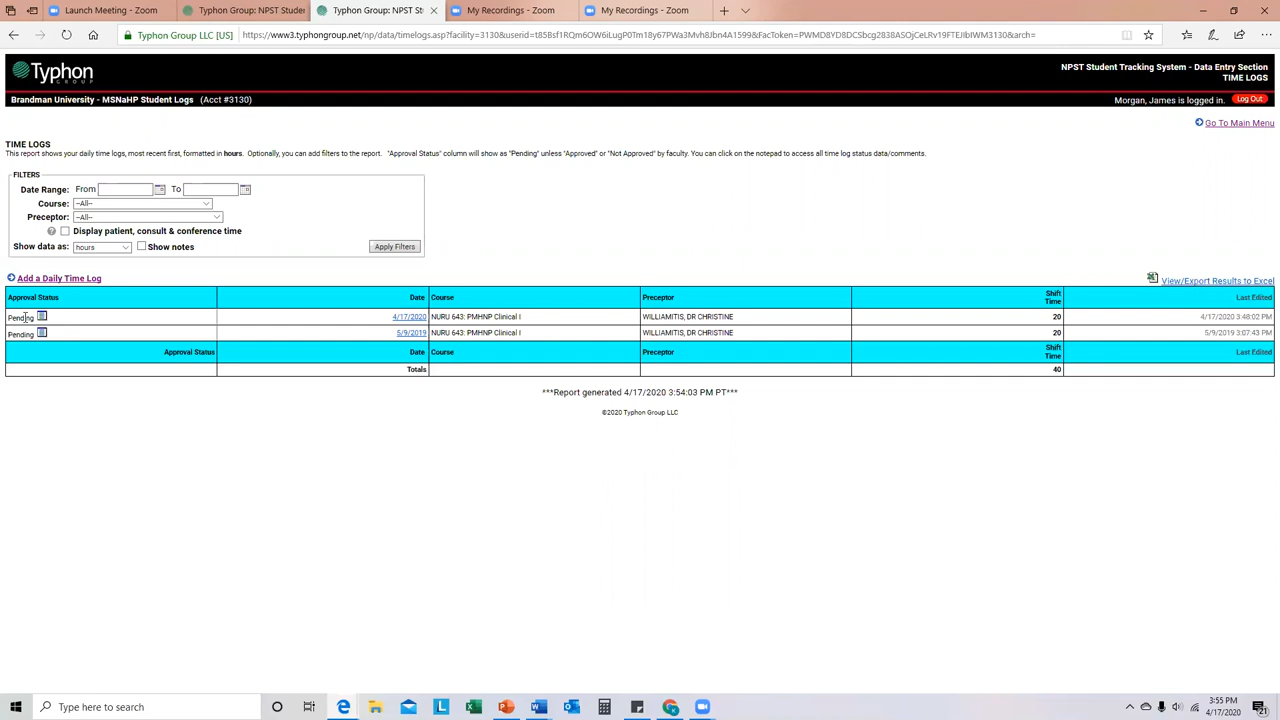 Launch Meeting - Zoom
Typhon Group: NPST Studen
Typhon Group: NPST St
My Recordings - Zoom
My Recordings - Zoom
Typhon Group LLC [US]
Typhon
GROUP
NPST Student Tracking System - Data Entry Section
TIME LOGS
Brandman University - MSNaHP Student Logs (Acct #3130)
Morgan, James is logged in. Log Out
Go To Main Menu
TIME LOGS
This report shows your daily time logs, most recent first, formatted in hours. Optionally, you can add filters to the report. "Approval Status" column will show as "Pending" unless "Approved" or "Not Approved" by faculty. You can click on the notepad to access all time log status data/comments.
FILTERS
Date Range: From To
Course: --All--
Preceptor: --All--
Display patient, consult & conference time
Show data as: hours Show notes Apply Filters
Add a Daily Time Log
View/Export Results to Excel
Approval Status Date Course Preceptor Shift Time Last Edited
Pending 4/17/2020 NURU 643: PMHNP Clinical I WILLIAMITIS, DR CHRISTINE 20 4/17/2020 3:48:02 PM
Pending 5/9/2019 NURU 643: PMHNP Clinical I WILLIAMITIS, DR CHRISTINE 20 5/9/2019 3:07:43 PM
Approval Status Date Course Preceptor Shift Time Last Edited
Totals 40
***Report generated 4/17/2020 3:54:03 PM PT***
©2020 Typhon Group LLC
Type here to search
3:55 PM
4/17/2020
21